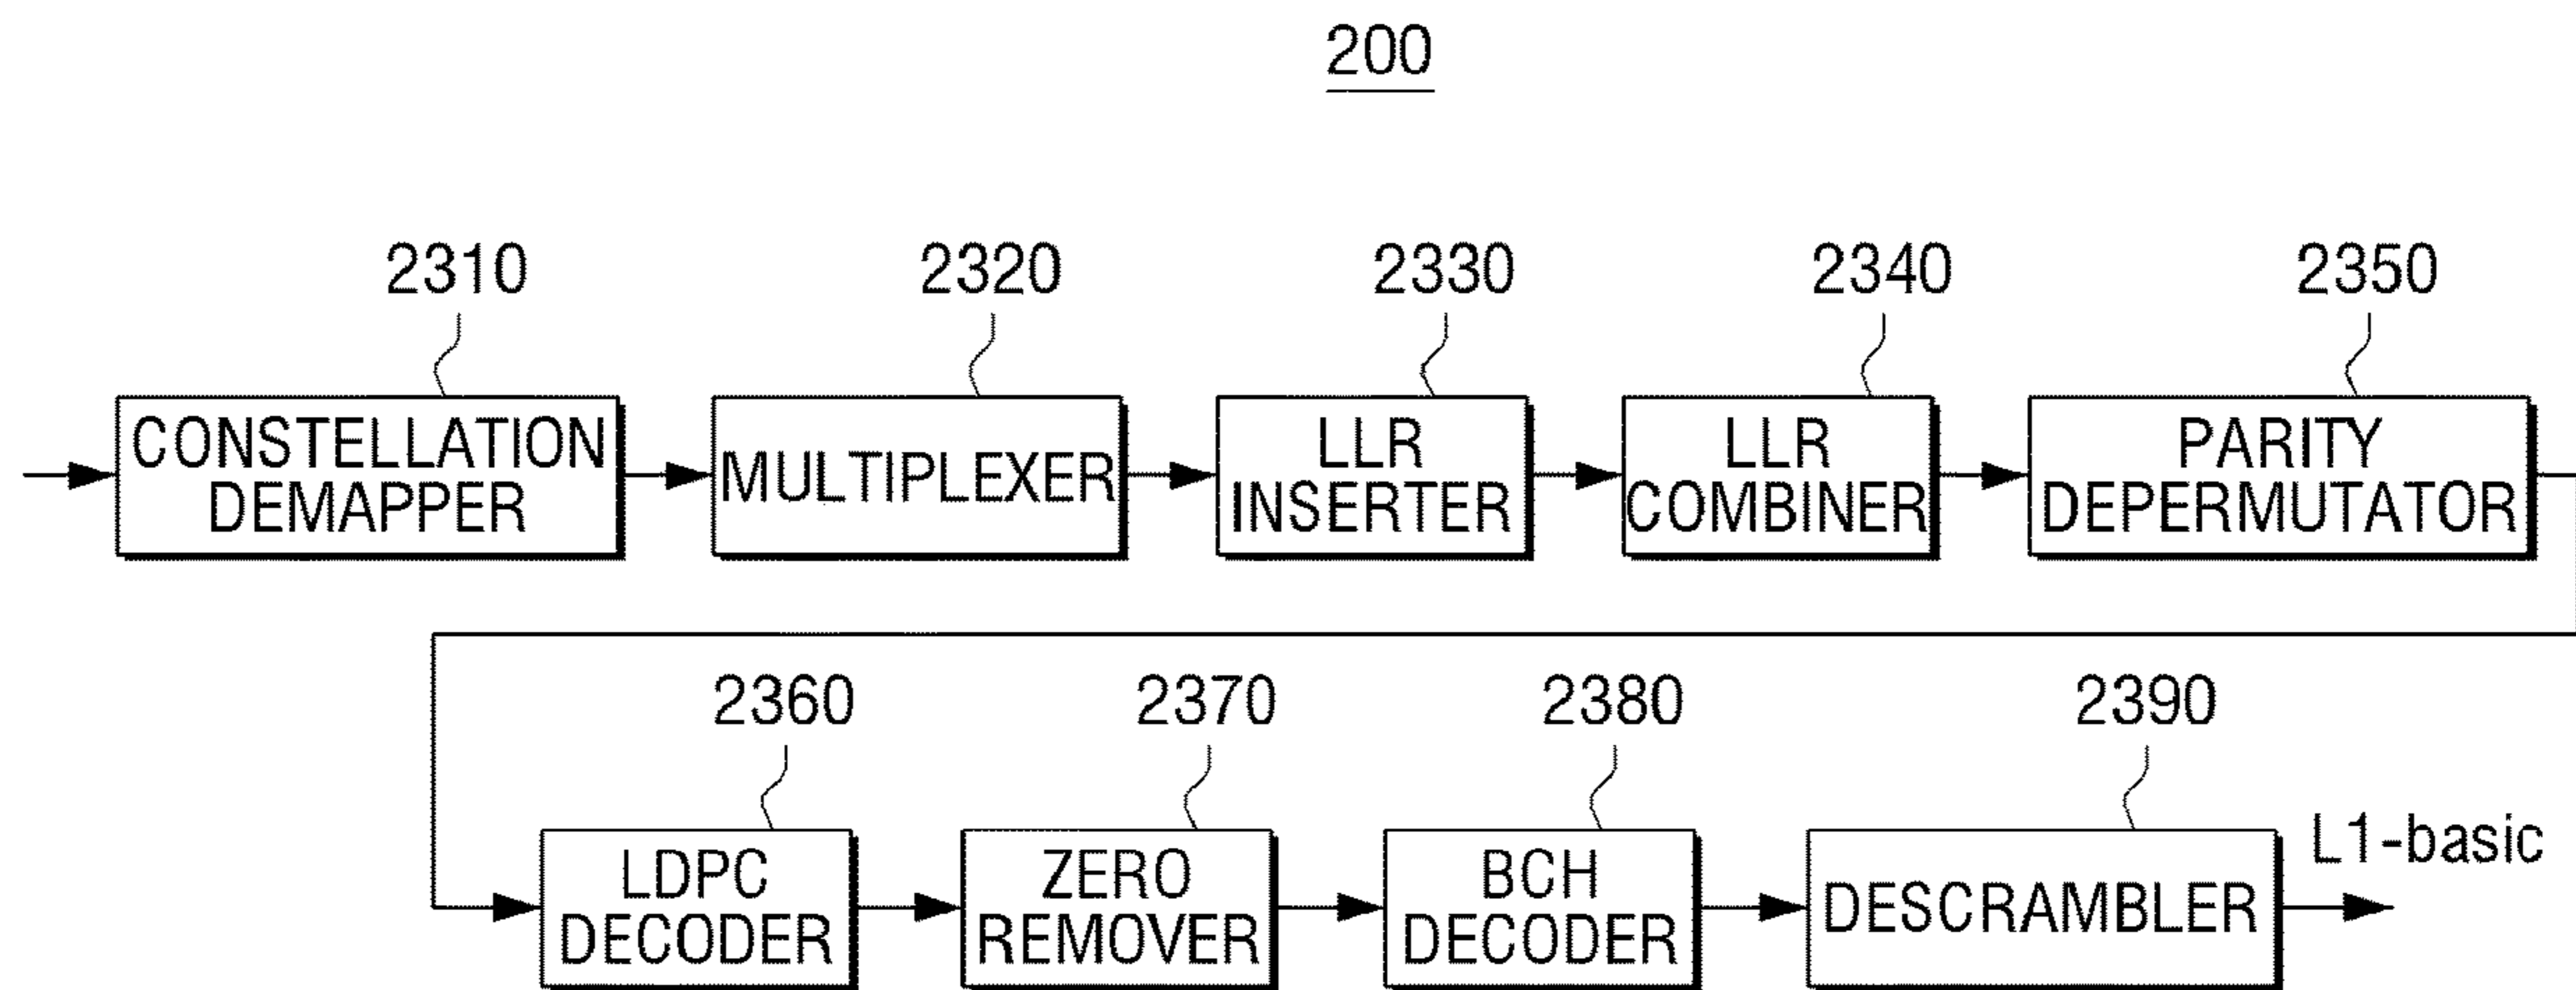 200
2310
2320
2330
2340
2350
CONSTELLATION
DEMAPPER
MULTIPLEXER
LLR
INSERTER
LLR
COMBINER
PARITY
DEPERMUTATOR
2360
2370
2380
2390
LDPC
DECODER
ZERO
REMOVER
BCH
DECODER
DESCRAMBLER
L1-basic